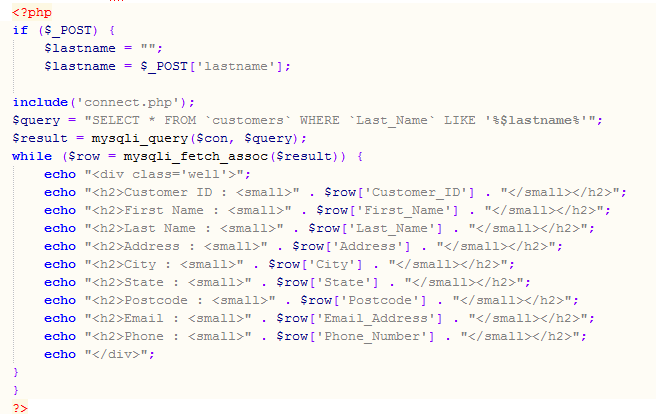 <?php
if ($_POST) {
    $lastname = "";
    $lastname = $_POST['lastname'];

include('connect.php');
$query = "SELECT * FROM `customers` WHERE `Last_Name` LIKE '%$lastname%'";
$result = mysqli_query($con, $query);
while ($row = mysqli_fetch_assoc($result)) {
    echo "<div class='well'>";
    echo "<h2>Customer ID : <small>" . $row['Customer_ID'] . "</small></h2>";
    echo "<h2>First Name : <small>" . $row['First_Name'] . "</small></h2>";
    echo "<h2>Last Name : <small>" . $row['Last_Name'] . "</small></h2>";
    echo "<h2>Address : <small>" . $row['Address'] . "</small></h2>";
    echo "<h2>City : <small>" . $row['City'] . "</small></h2>";
    echo "<h2>State : <small>" . $row['State'] . "</small></h2>";
    echo "<h2>Postcode : <small>" . $row['Postcode'] . "</small></h2>";
    echo "<h2>Email : <small>" . $row['Email_Address'] . "</small></h2>";
    echo "<h2>Phone : <small>" . $row['Phone_Number'] . "</small></h2>";
    echo "</div>";
}
}
?>